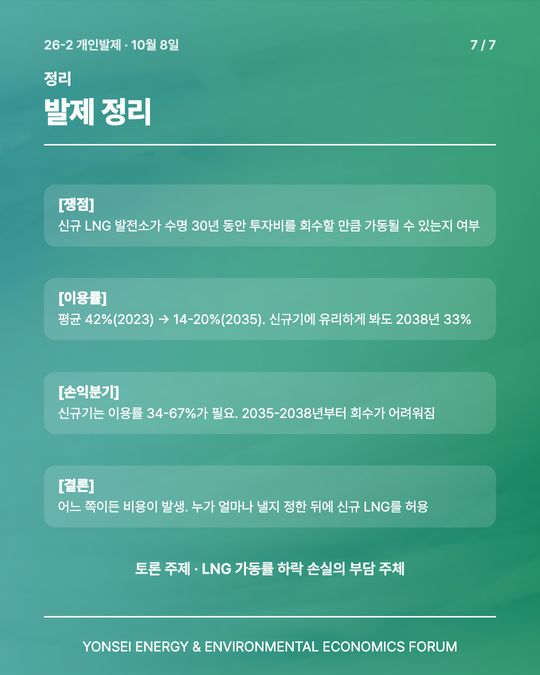 26-2 개인발제 · 10월 8일
7 / 7
정리
발제 정리
[쟁점]
신규 LNG 발전소가 수명 30년 동안 투자비를 회수할 만큼 가동될 수 있는지 여부
[이용률]
평균 42%(2023) → 14-20%(2035). 신규기에 유리하게 봐도 2038년 33%
[손익분기]
신규기는 이용률 34-67%가 필요. 2035-2038년부터 회수가 어려워짐
[결론]
어느 쪽이든 비용이 발생. 누가 얼마나 낼지 정한 뒤에 신규 LNG를 허용
토론 주제 · LNG 가동률 하락 손실의 부담 주체
YONSEI ENERGY & ENVIRONMENTAL ECONOMICS FORUM